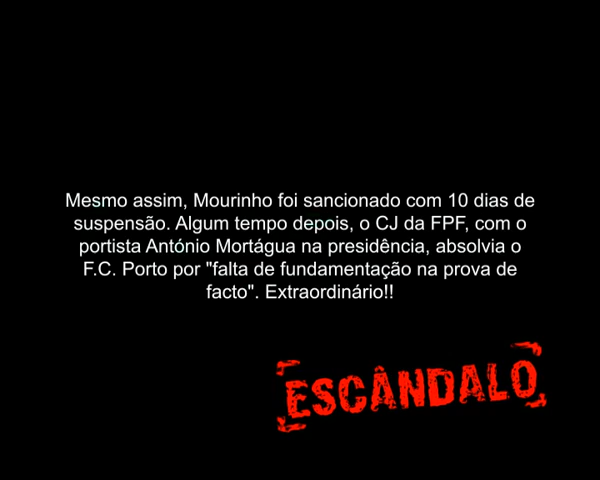 Mesmo assim, Mourinho foi sancionado com 10 dias de
suspensão. Algum tempo depois, o CJ da FPF, com o
portista António Mortágua na presidência, absolvia o
F.C. Porto por "falta de fundamentação na prova de
facto". Extraordinário!!
ESCÂNDALO